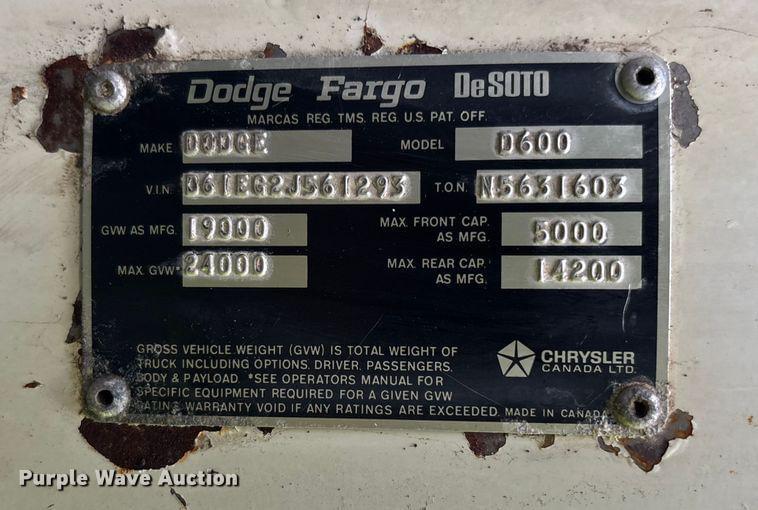 Dodge Fargo DeSOTO
MARCAS REG. TMS. REG. U.S. PAT. OFF.
MAKE DODGE MODEL D600
V.I.N. D61EG2J561293 T.O.N. N5631603
GVW AS MFG. 19000 MAX. FRONT CAP. AS MFG. 5000
MAX. GVW* 24000 MAX. REAR CAP. AS MFG. 14200
GROSS VEHICLE WEIGHT (GVW) IS TOTAL WEIGHT OF
TRUCK INCLUDING OPTIONS, DRIVER, PASSENGERS,
BODY & PAYLOAD. *SEE OPERATORS MANUAL FOR
SPECIFIC EQUIPMENT REQUIRED FOR A GIVEN GVW
RATING WARRANTY VOID IF ANY RATINGS ARE EXCEEDED. MADE IN CANADA
CHRYSLER
CANADA LTD.
Purple Wave Auction